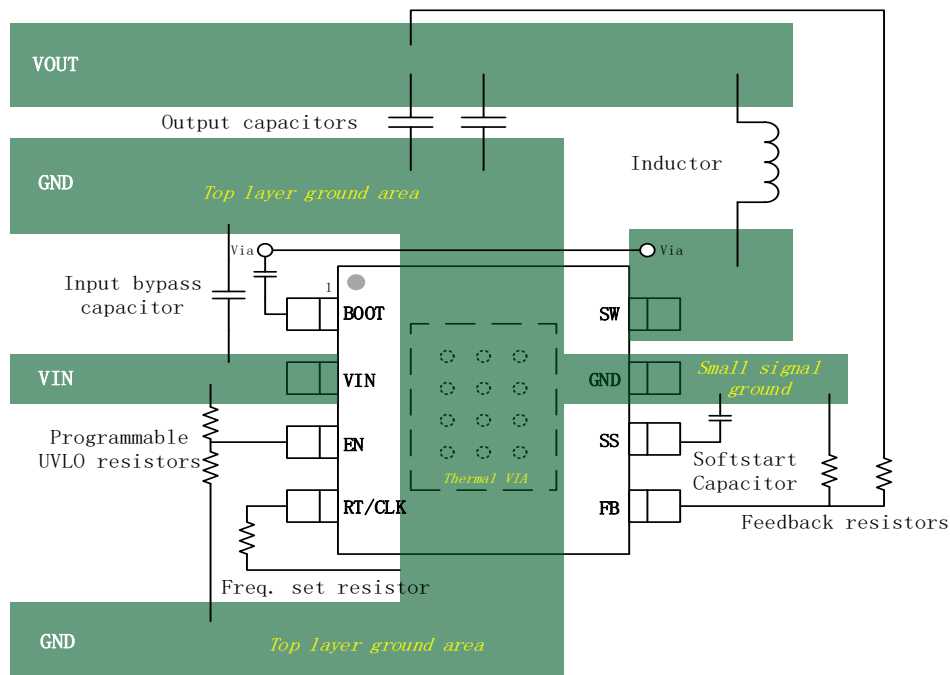 VOUT
Output capacitors
Inductor
GND
Top layer ground area
Via
Via
Input bypass
capacitor
1
BOOT
SW
VIN
VIN
GND
Small signal
ground
Programmable
UVLO resistors
EN
SS
Softstart
Capacitor
Thermal VIA
RT/CLK
FB
Feedback resistors
Freq. set resistor
GND
Top layer ground area